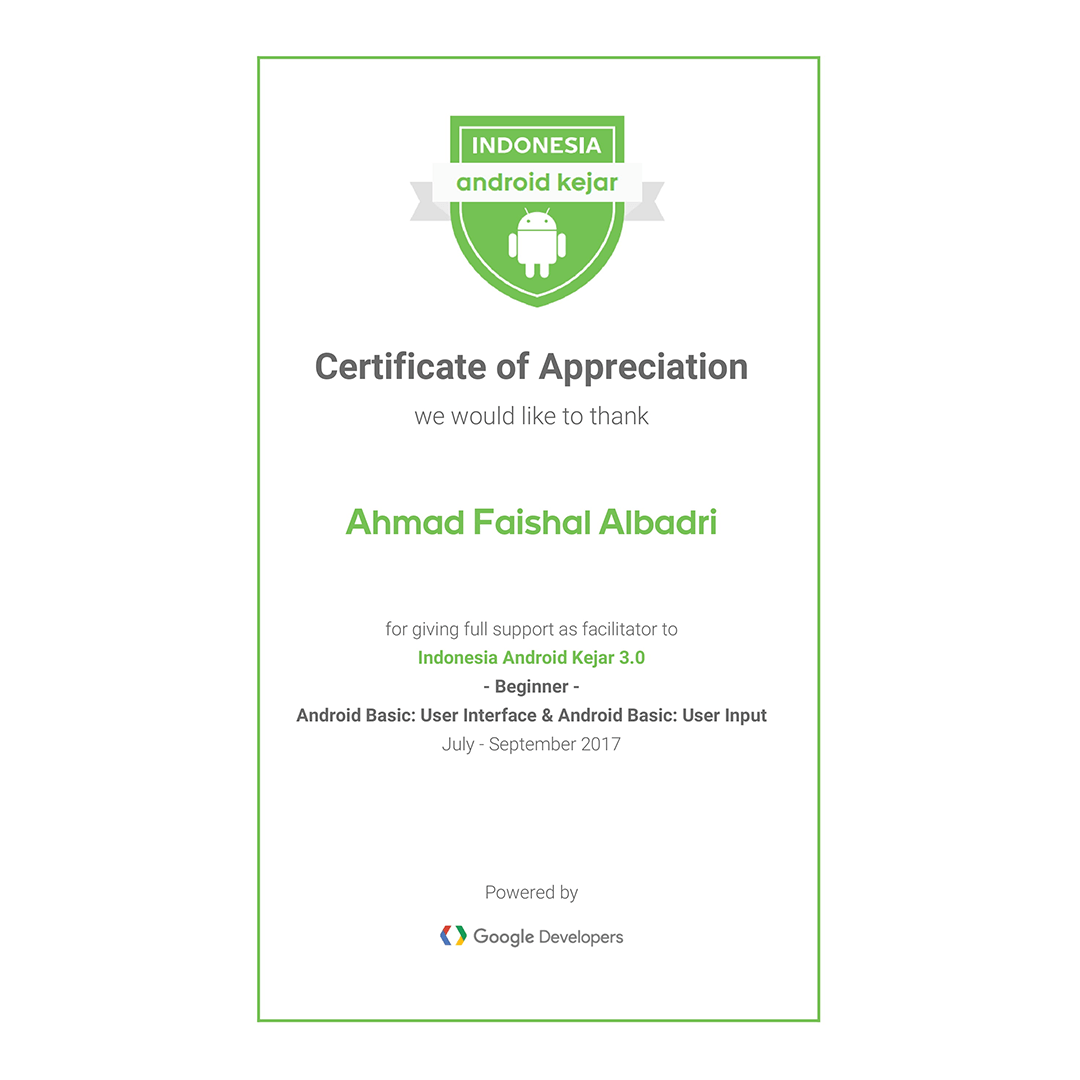 INDONESIA
android kejar
Certificate of Appreciation
we would like to thank
Ahmad Faishal Albadri
for giving full support as facilitator to
Indonesia Android Kejar 3.0
- Beginner -
Android Basic: User Interface & Android Basic: User Input
July - September 2017
Powered by
Google Developers